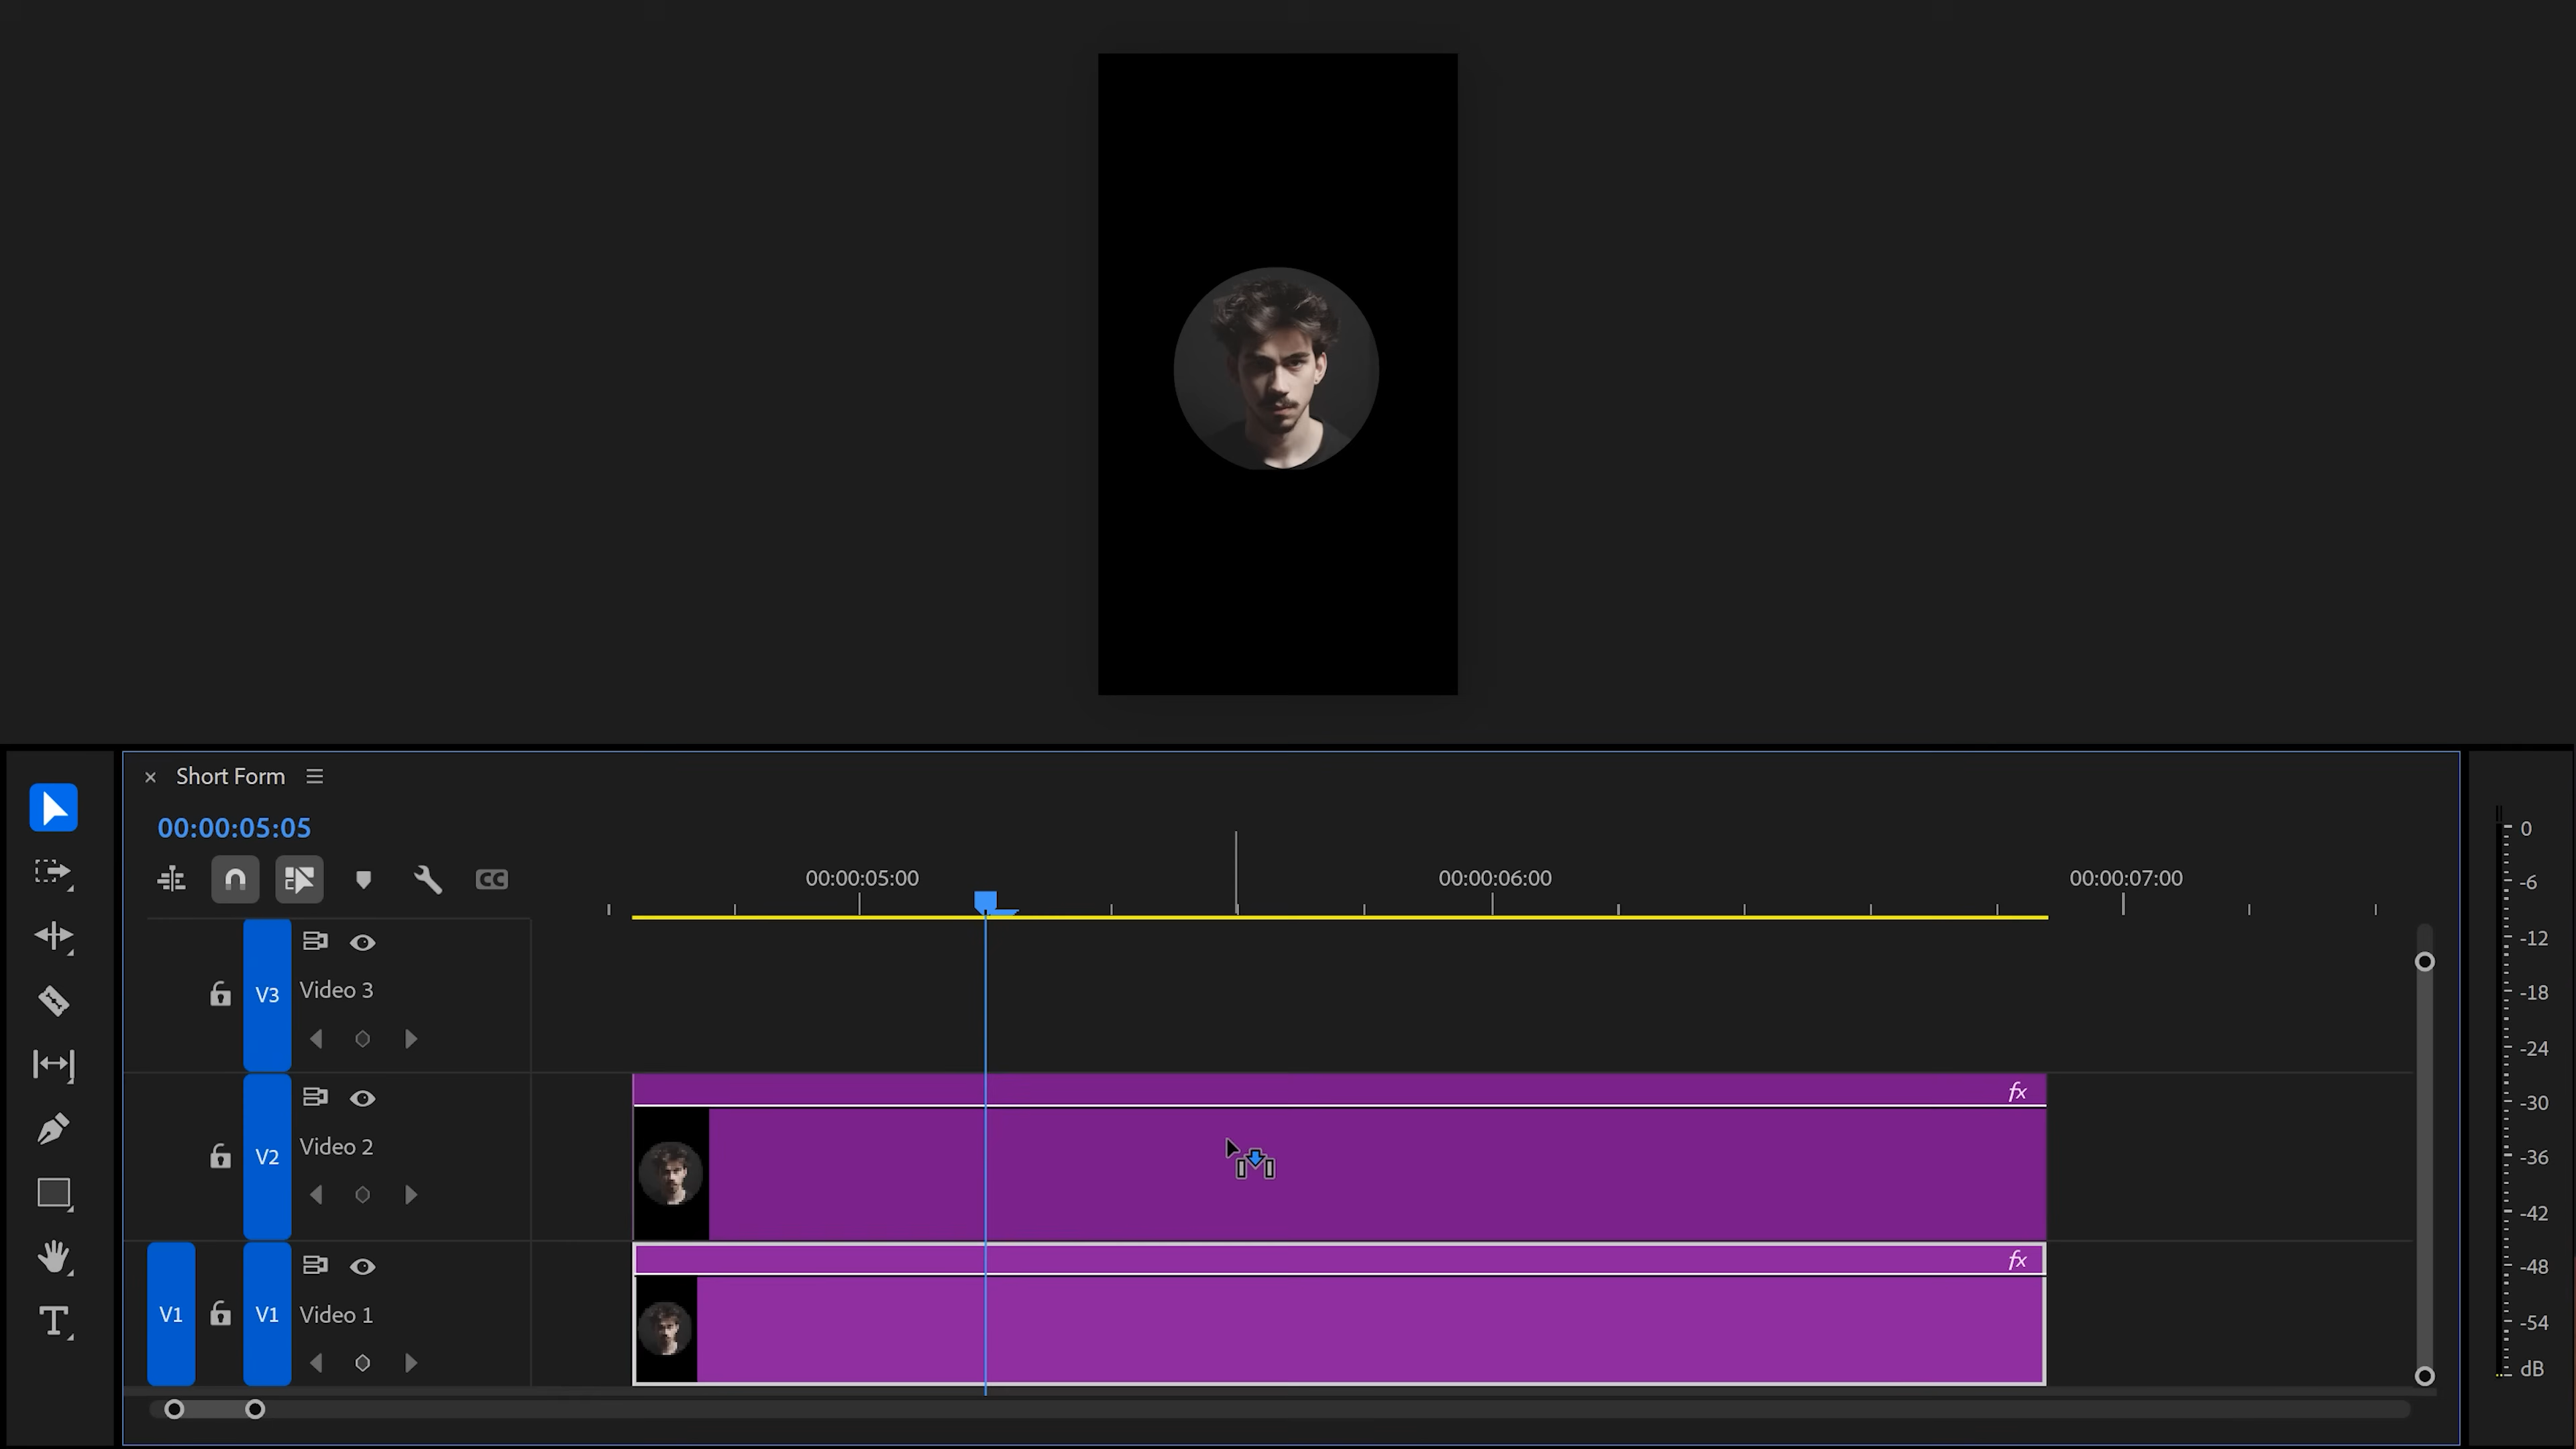 Short Form
00:00:05:05
CC
00:00:05:00
00:00:06:00
00:00:07:00
V3
Video 3
V2
Video 2
fx
V1
V1
Video 1
fx
T
0
-6
-12
-18
-24
-30
-36
-42
-48
-54
dB